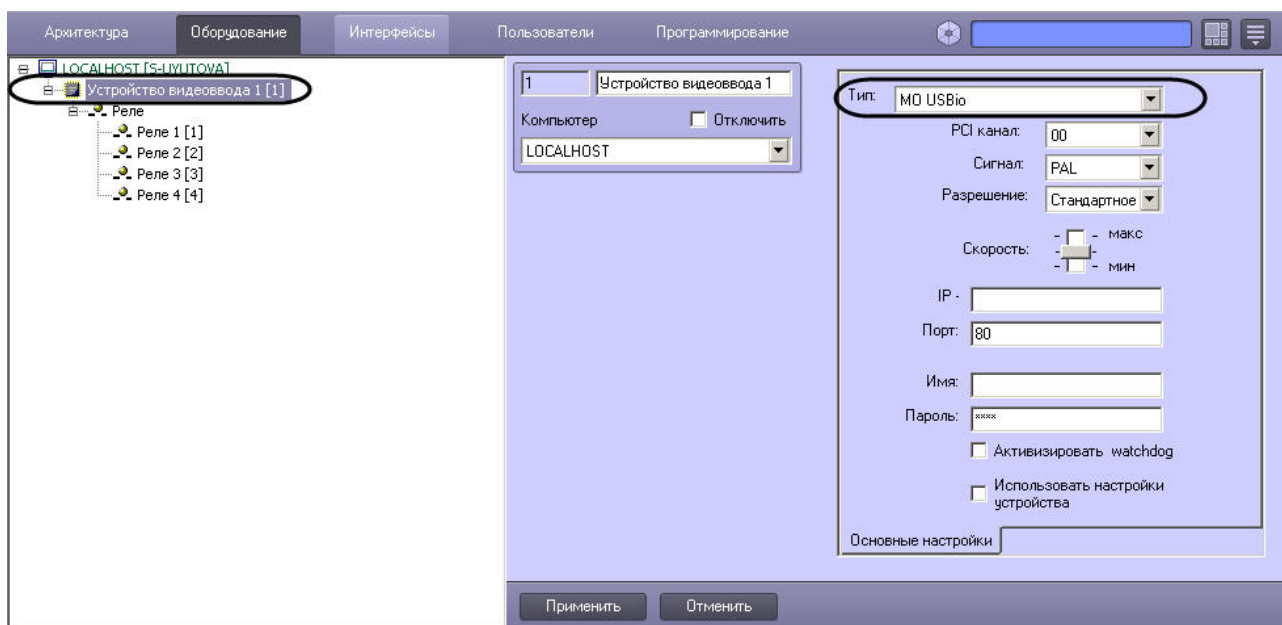 Архитектура Оборудование Интерфейсы Пользователи Программирование
LOCALHOST [S-UYUTOVA]
Устройство видеоввода 1 [1]
Реле
Реле 1 [1]
Реле 2 [2]
Реле 3 [3]
Реле 4 [4]
1 Устройство видеоввода 1
Компьютер Отключить
LOCALHOST
Тип: МО USBio
PCI канал: 00
Сигнал: PAL
Разрешение: Стандартное
Скорость: макс
мин
IP -
Порт: 80
Имя:
Пароль: ****
Активизировать watchdog
Использовать настройки
устройства
Основные настройки
Применить Отменить